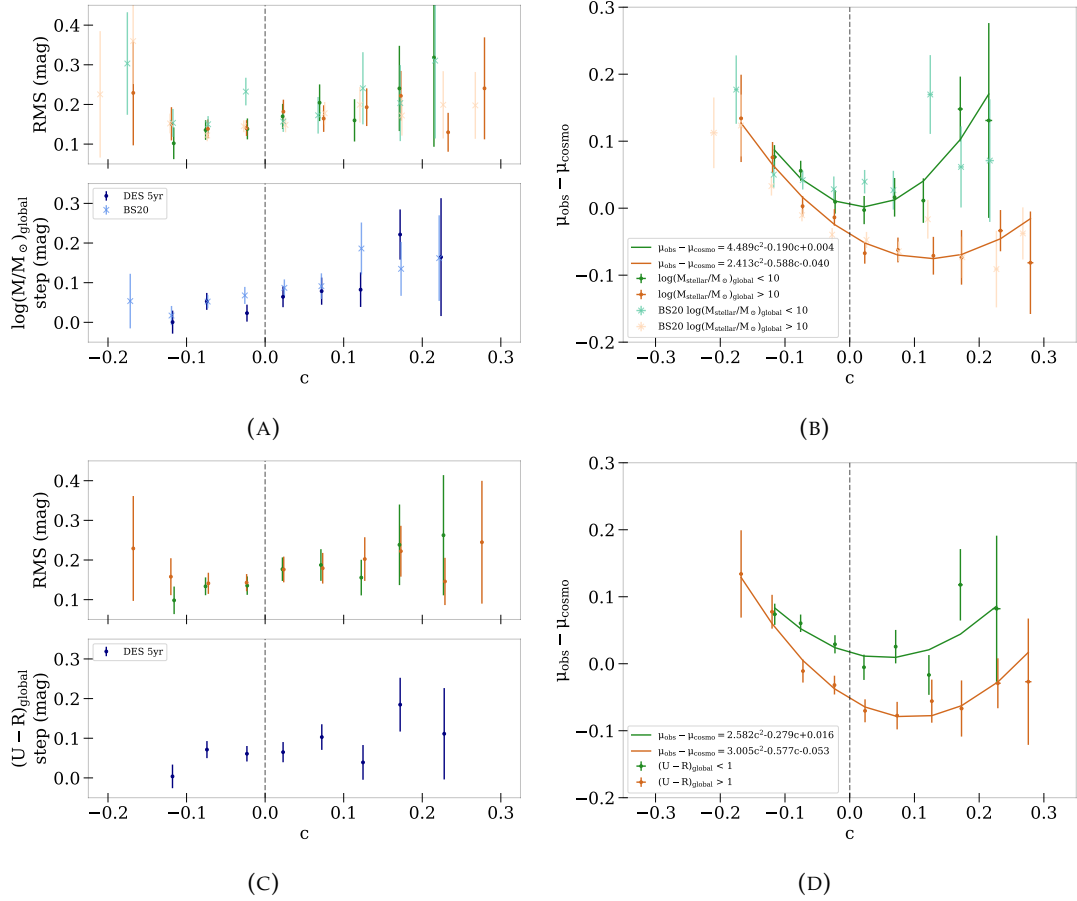 0.4
0.3
0.2
0.1
RMS (mag)
0.3
0.2
0.1
0.0
log(M/M⊙)global
step (mag)
DES 5yr
BS20
−0.2 −0.1 0.0 0.1 0.2 0.3
c
(A)
0.3
0.2
0.1
0.0
−0.1
−0.2
μobs − μcosmo
μobs − μcosmo = 4.489c²-0.190c+0.004
μobs − μcosmo = 2.413c²-0.588c-0.040
log(Mstellar/M⊙)global < 10
log(Mstellar/M⊙)global > 10
BS20 log(Mstellar/M⊙)global < 10
BS20 log(Mstellar/M⊙)global > 10
−0.3 −0.2 −0.1 0.0 0.1 0.2 0.3
c
(B)
0.4
0.3
0.2
0.1
RMS (mag)
0.3
0.2
0.1
0.0
(U − R)global
step (mag)
DES 5yr
−0.2 −0.1 0.0 0.1 0.2 0.3
c
(C)
0.3
0.2
0.1
0.0
−0.1
−0.2
μobs − μcosmo
μobs − μcosmo = 2.582c²-0.279c+0.016
μobs − μcosmo = 3.005c²-0.577c-0.053
(U − R)global < 1
(U − R)global > 1
−0.3 −0.2 −0.1 0.0 0.1 0.2 0.3
c
(D)